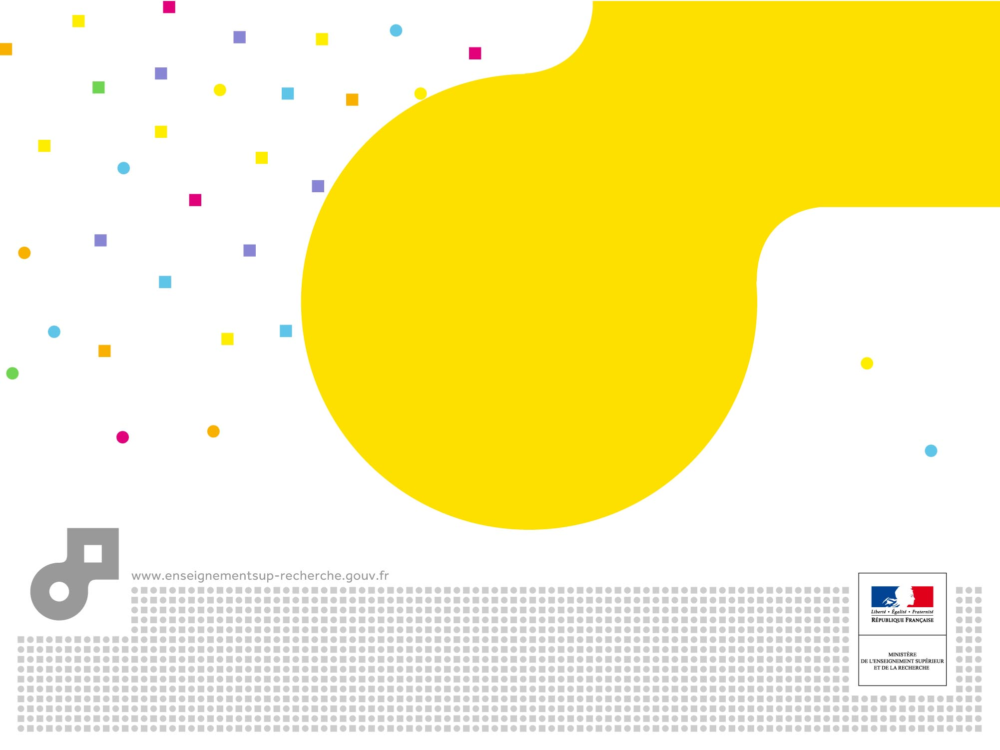 www.enseignementsup-recherche.gouv.fr
Liberté • Égalité • Fraternité
RÉPUBLIQUE FRANÇAISE
MINISTÈRE
DE L'ENSEIGNEMENT SUPÉRIEUR
ET DE LA RECHERCHE